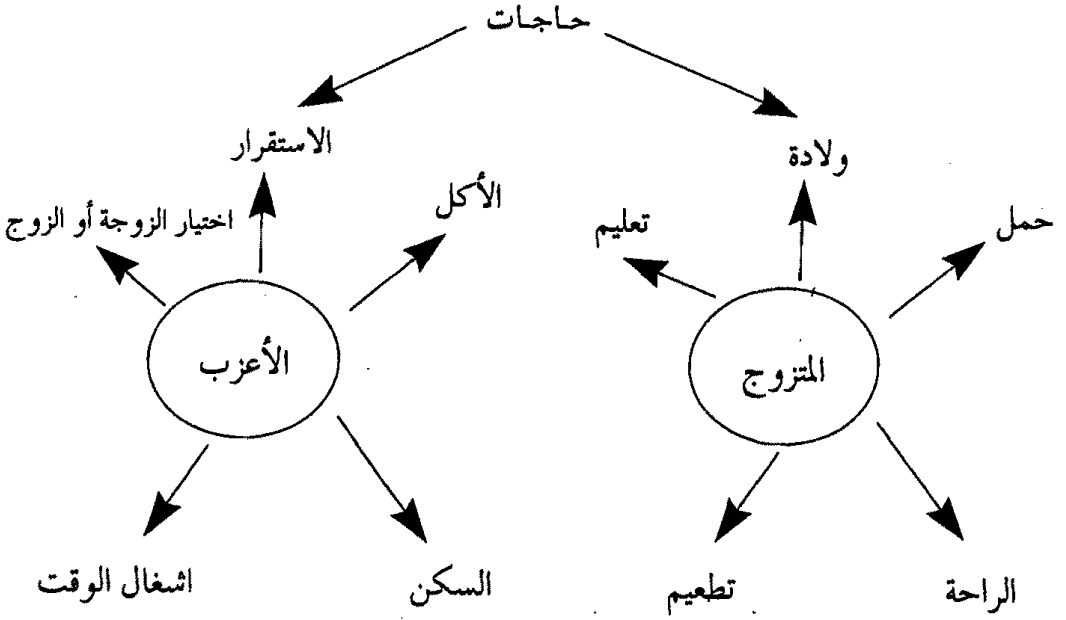 حاجات
ولادة
حمل
تعليم
المتزوج
الراحة
تطعيم
الاستقرار
الأكل
اختيار الزوجة أو الزوج
الأعزب
السكن
اشغال الوقت